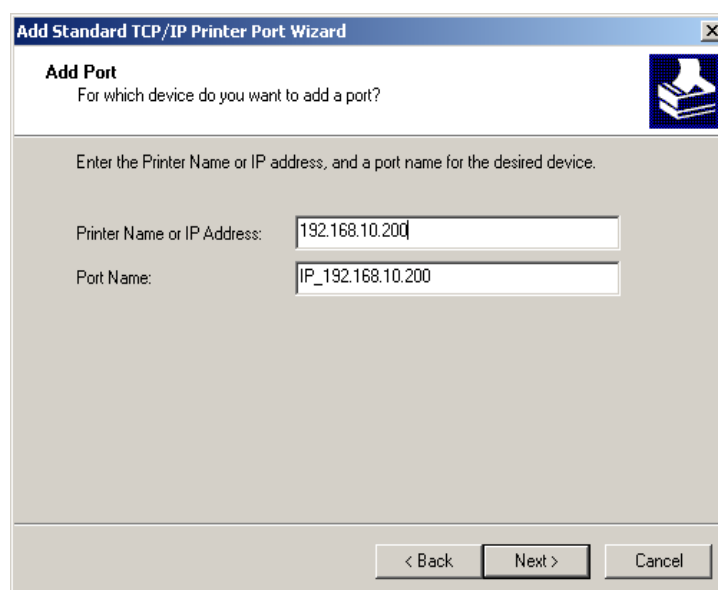 Add Standard TCP/IP Printer Port Wizard
Add Port
For which device do you want to add a port?
Enter the Printer Name or IP address, and a port name for the desired device.
Printer Name or IP Address: 192.168.10.200
Port Name: IP_192.168.10.200
< Back Next > Cancel